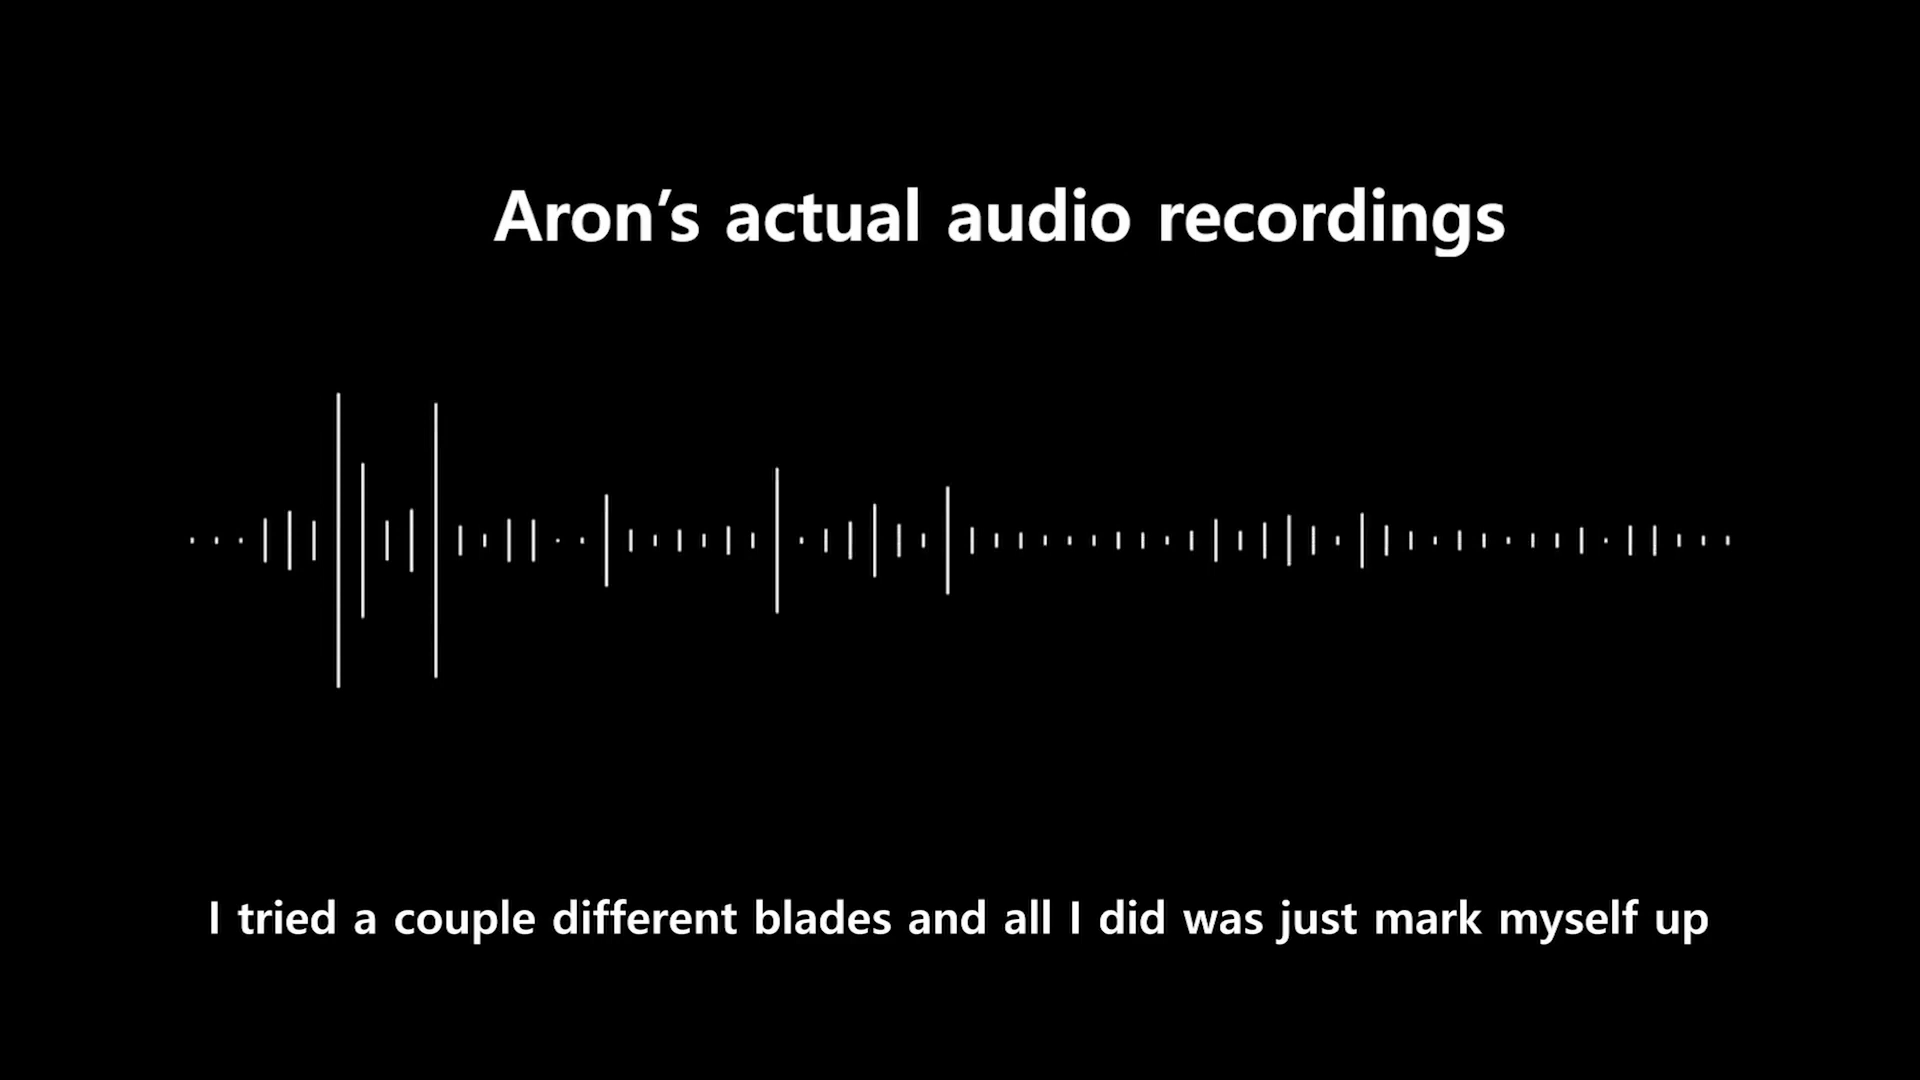 Aron’s actual audio recordings
I tried a couple different blades and all I did was just mark myself up